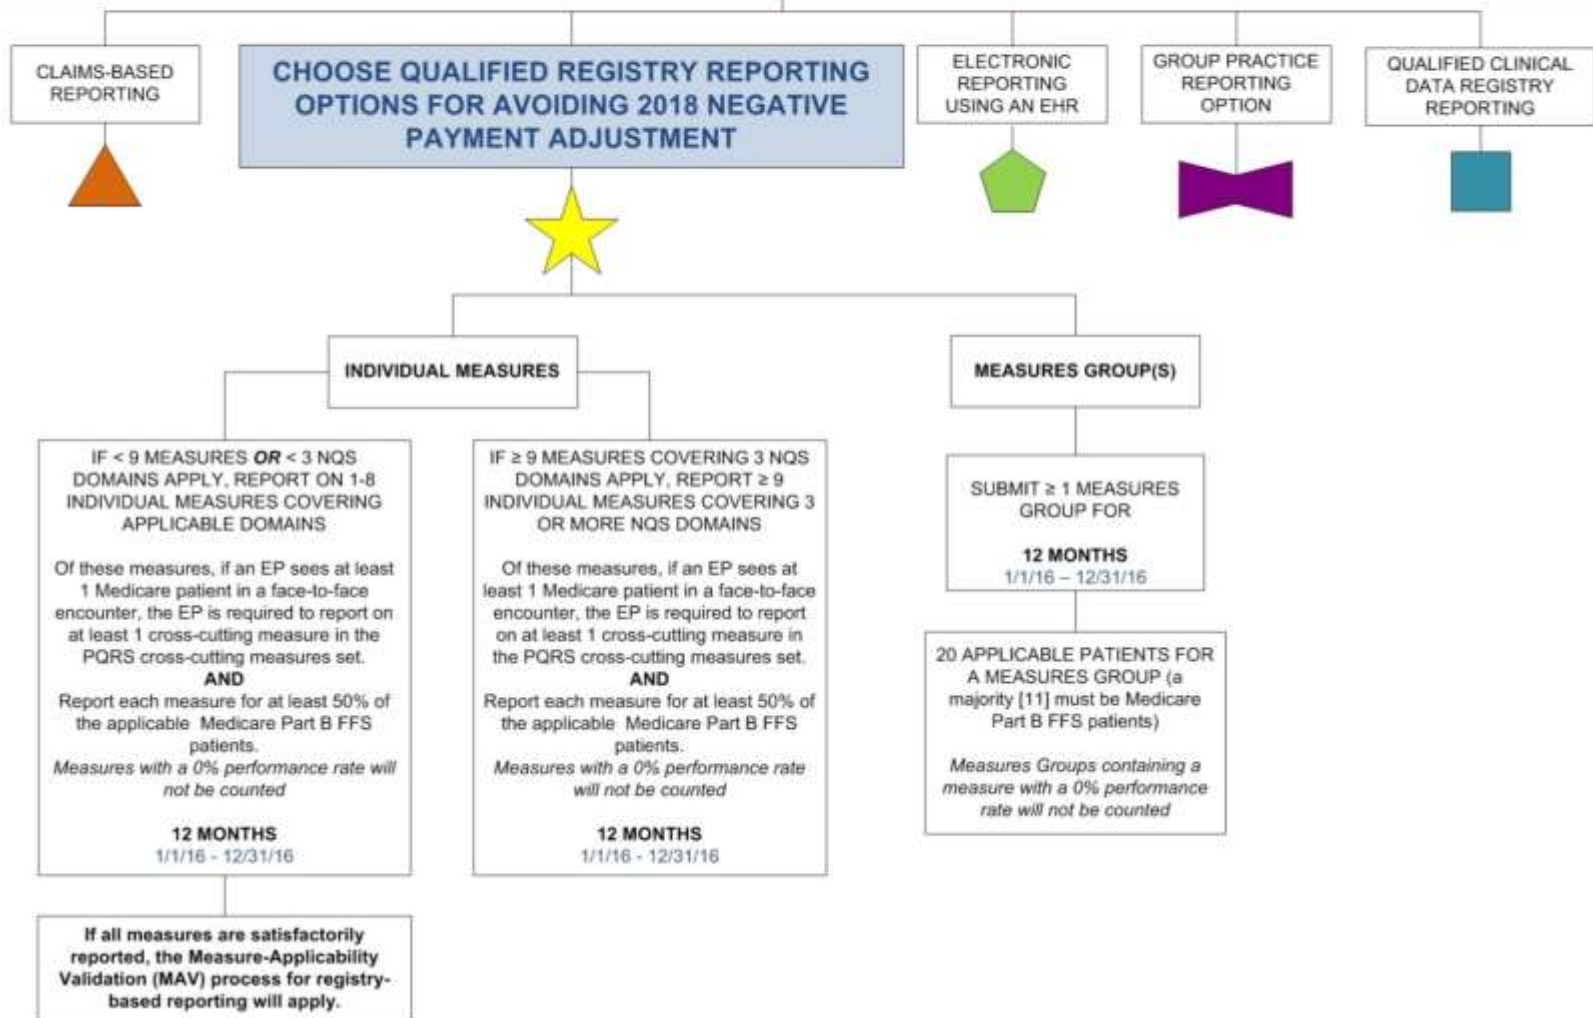 CLAIMS-BASED
REPORTING
CHOOSE QUALIFIED REGISTRY REPORTING
OPTIONS FOR AVOIDING 2018 NEGATIVE
PAYMENT ADJUSTMENT
ELECTRONIC
REPORTING
USING AN EHR
GROUP PRACTICE
REPORTING
OPTION
QUALIFIED CLINICAL
DATA REGISTRY
REPORTING
INDIVIDUAL MEASURES
MEASURES GROUP(S)
IF < 9 MEASURES OR < 3 NQS
DOMAINS APPLY, REPORT ON 1-8
INDIVIDUAL MEASURES COVERING
APPLICABLE DOMAINS
Of these measures, if an EP sees at least
1 Medicare patient in a face-to-face
encounter, the EP is required to report on
at least 1 cross-cutting measure in the
PQRS cross-cutting measures set.
AND
Report each measure for at least 50% of
the applicable Medicare Part B FFS
patients.
Measures with a 0% performance rate will
not be counted
12 MONTHS
1/1/16 - 12/31/16
IF ≥ 9 MEASURES COVERING 3 NQS
DOMAINS APPLY, REPORT ≥ 9
INDIVIDUAL MEASURES COVERING 3
OR MORE NQS DOMAINS
Of these measures, if an EP sees at
least 1 Medicare patient in a face-to-face
encounter, the EP is required to report
on at least 1 cross-cutting measure in
the PQRS cross-cutting measures set.
AND
Report each measure for at least 50% of
the applicable Medicare Part B FFS
patients.
Measures with a 0% performance rate
will not be counted
12 MONTHS
1/1/16 - 12/31/16
SUBMIT ≥ 1 MEASURES
GROUP FOR
12 MONTHS
1/1/16 – 12/31/16
20 APPLICABLE PATIENTS FOR
A MEASURES GROUP (a
majority [11] must be Medicare
Part B FFS patients)
Measures Groups containing a
measure with a 0% performance
rate will not be counted
If all measures are satisfactorily
reported, the Measure-Applicability
Validation (MAV) process for registry-
based reporting will apply.